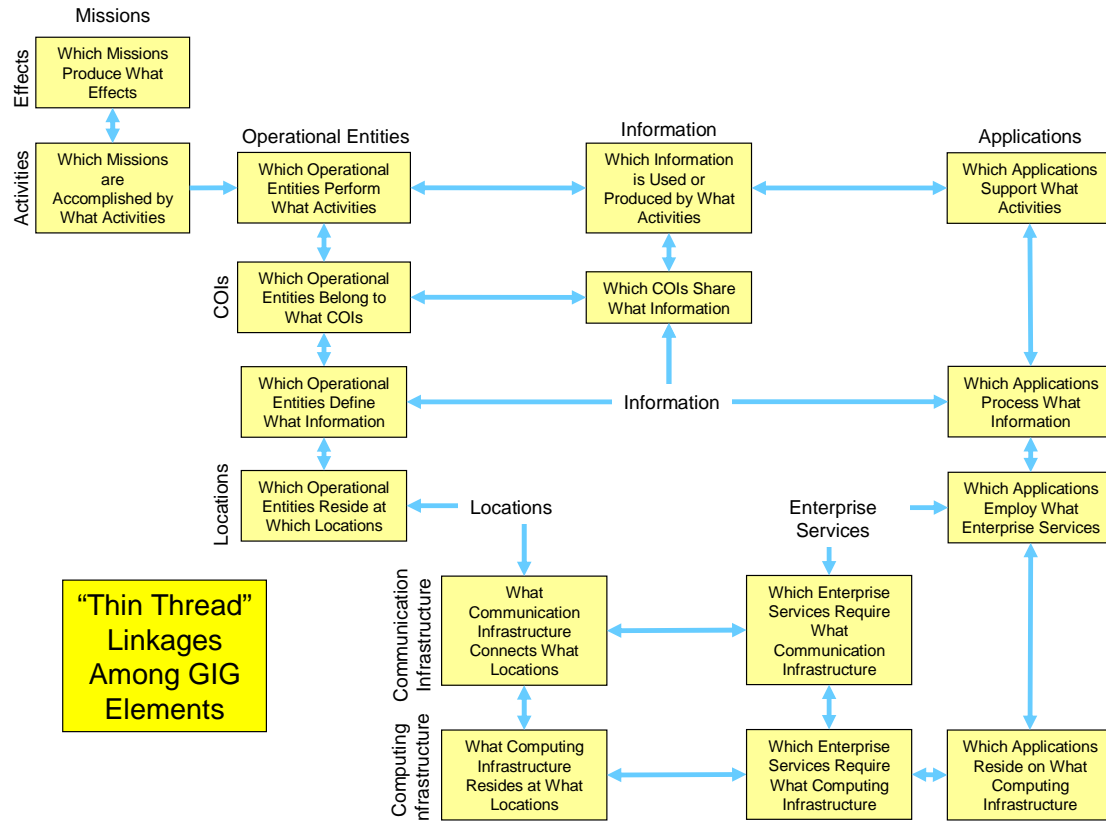 Missions
Effects
Which Missions
Produce What
Effects
Activities
Which Missions
are
Accomplished by
What Activities
Operational Entities
Which Operational
Entities Perform
What Activities
Information
Which Information
is Used or
Produced by What
Activities
Applications
Which Applications
Support What
Activities
COIs
Which Operational
Entities Belong to
What COIs
Which COIs Share
What Information
Which Operational
Entities Define
What Information
Information
Which Applications
Process What
Information
Locations
Which Operational
Entities Reside at
Which Locations
Locations
Enterprise
Services
Which Applications
Employ What
Enterprise Services
“Thin Thread”
Linkages
Among GIG
Elements
Communication
Infrastructure
What
Communication
Infrastructure
Connects What
Locations
Which Enterprise
Services Require
What
Communication
Infrastructure
Computing
nfrastructure
What Computing
Infrastructure
Resides at What
Locations
Which Enterprise
Services Require
What Computing
Infrastructure
Which Applications
Reside on What
Computing
Infrastructure